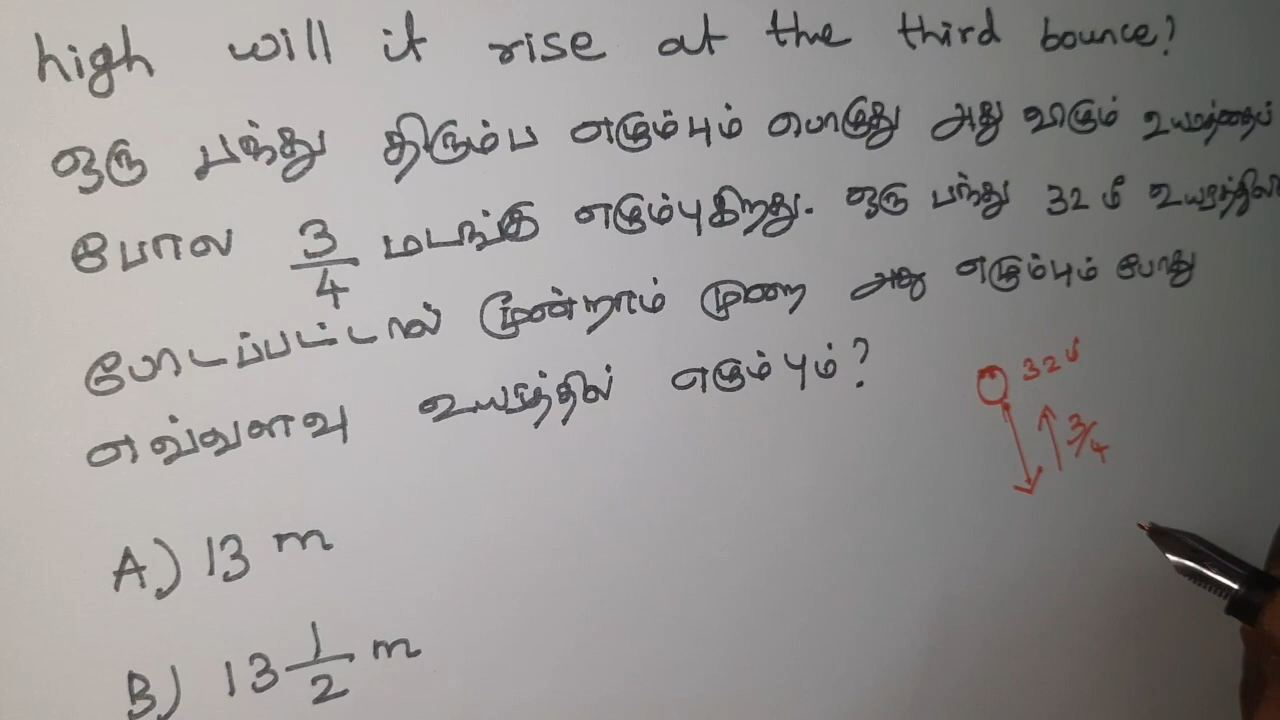 high will it rise at the third bounce?
ஒரு பந்து திரும்ப எழும்பும் பொழுது அது விழும் உயரத்தைப்
போல 3/4 மடங்கு எழும்புகிறது. ஒரு பந்து 32 மீ உயரத்தில்
போடப்பட்டால் மூன்றாம் முறை அது எழும்பும் போது
எவ்வளவு உயரத்தில் எழும்பும்?
32 மீ
3/4
A) 13 m
B) 13 1/2 m